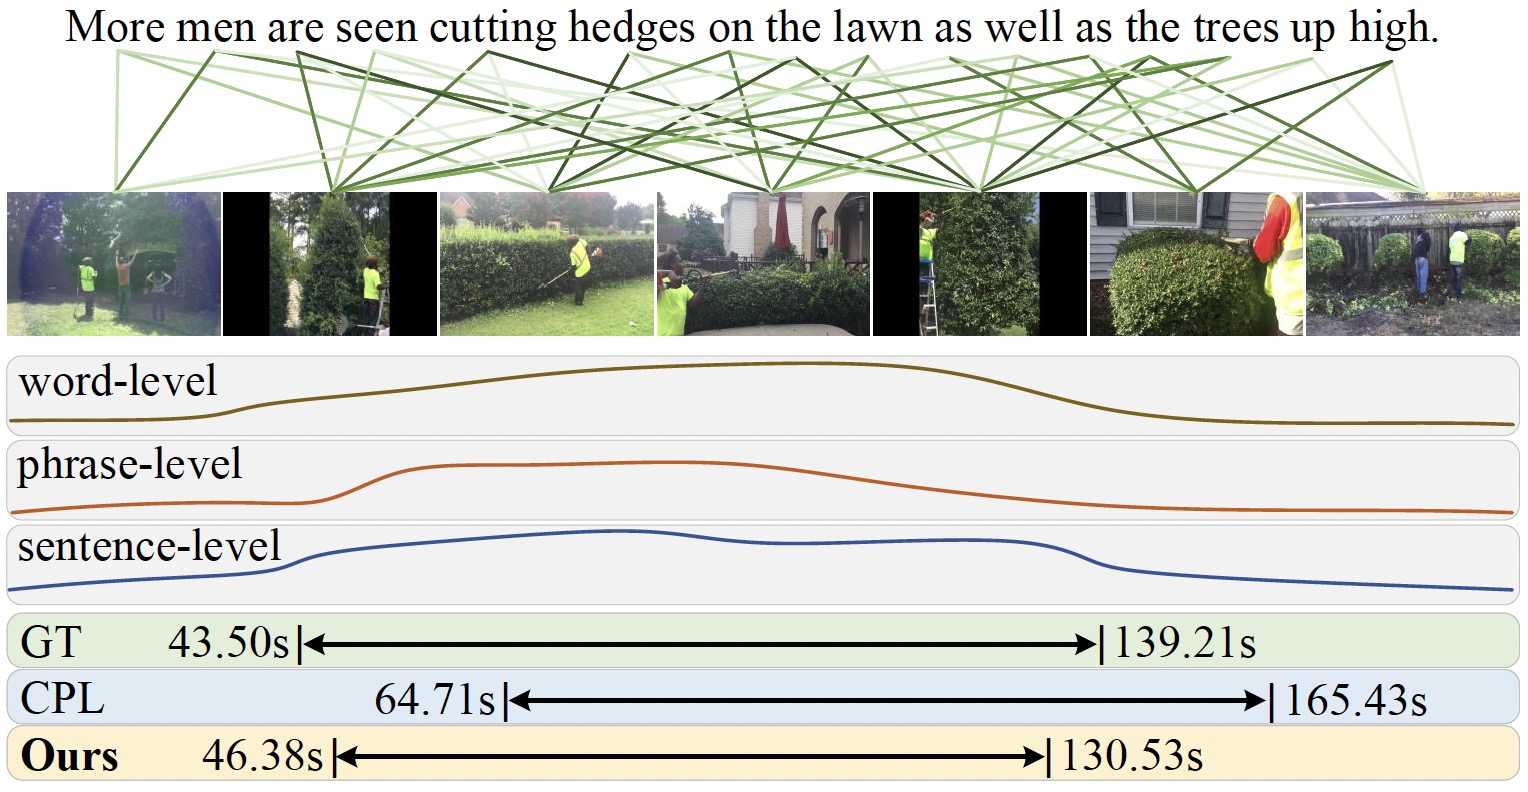 More men are seen cutting hedges on the lawn as well as the trees up high.
word-level
phrase-level
sentence-level
GT 43.50s 139.21s
CPL 64.71s 165.43s
Ours 46.38s 130.53s